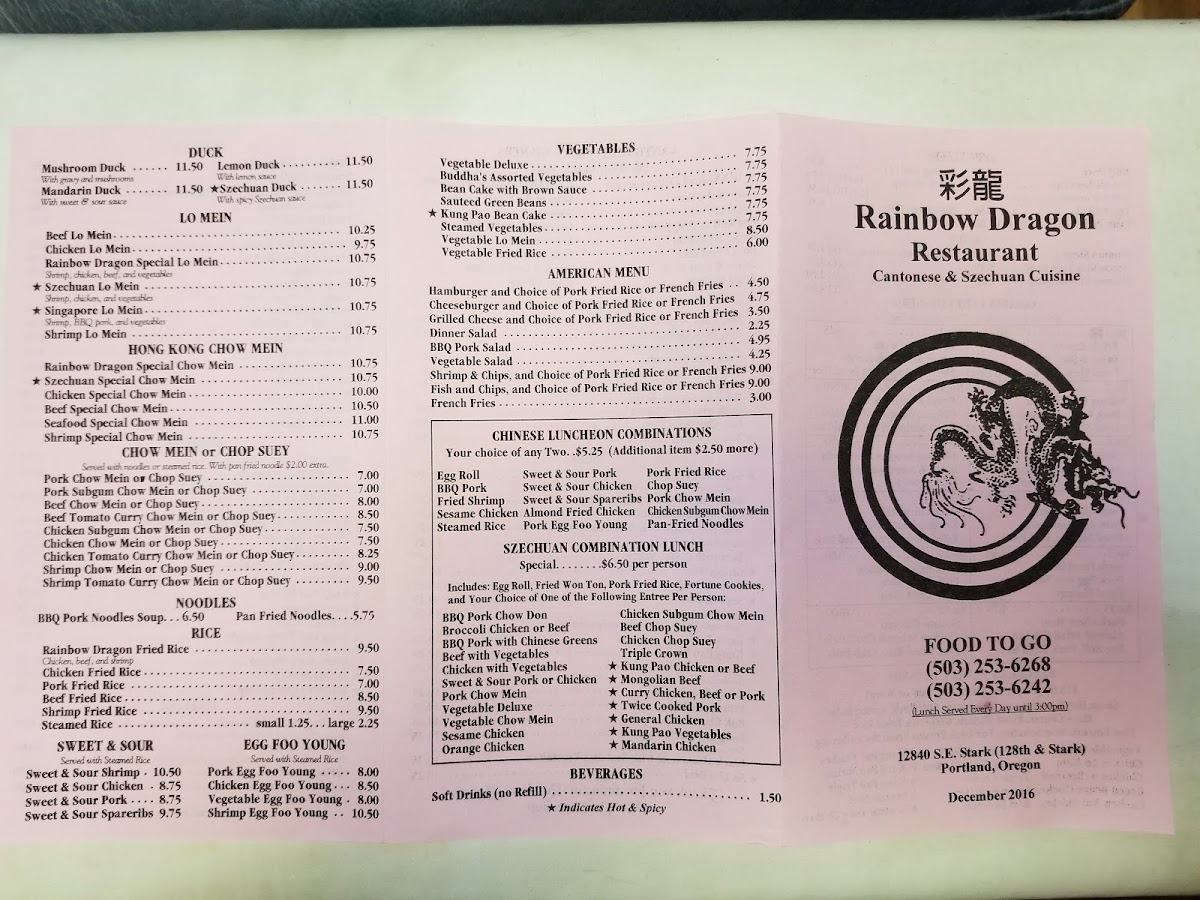 DUCK
Mushroom Duck ...... 11.50 Lemon Duck .......... 11.50
With gravy and mushrooms With lemon sauce
Mandarin Duck ....... 11.50 ★Szechuan Duck ..... 11.50
With sweet & sour sauce With spicy Szechuan sauce
LO MEIN
Beef Lo Mein 10.25
Chicken Lo Mein 9.75
Rainbow Dragon Special Lo Mein 10.75
Shrimp, chicken, beef, and vegetables
★ Szechuan Lo Mein 10.75
Shrimp, chicken, and vegetables
★ Singapore Lo Mein 10.75
Shrimp, BBQ pork, and vegetables
Shrimp Lo Mein 10.75
HONG KONG CHOW MEIN
Rainbow Dragon Special Chow Mein 10.75
★ Szechuan Special Chow Mein 10.75
Chicken Special Chow Mein 10.00
Beef Special Chow Mein 10.50
Seafood Special Chow Mein 11.00
Shrimp Special Chow Mein 10.75
CHOW MEIN or CHOP SUEY
Served with noodles or steamed rice. With pan fried noodle $2.00 extra.
Pork Chow Mein or Chop Suey 7.00
Pork Subgum Chow Mein or Chop Suey 7.00
Beef Chow Mein or Chop Suey 8.00
Beef Tomato Curry Chow Mein or Chop Suey 8.50
Chicken Subgum Chow Mein or Chop Suey 7.50
Chicken Chow Mein or Chop Suey 7.50
Chicken Tomato Curry Chow Mein or Chop Suey 8.25
Shrimp Chow Mein or Chop Suey 9.00
Shrimp Tomato Curry Chow Mein or Chop Suey 9.50
NOODLES
BBQ Pork Noodles Soup. . . 6.50 Pan Fried Noodles. . . .5.75
RICE
Rainbow Dragon Fried Rice 9.50
Chicken, beef, and shrimp
Chicken Fried Rice 7.50
Pork Fried Rice 7.00
Beef Fried Rice 8.50
Shrimp Fried Rice 9.50
Steamed Rice small 1.25. . . large 2.25
SWEET & SOUR
Served with Steamed Rice
Sweet & Sour Shrimp . 10.50
Sweet & Sour Chicken . 8.75
Sweet & Sour Pork .... 8.75
Sweet & Sour Spareribs 9.75
EGG FOO YOUNG
Served with Steamed Rice
Pork Egg Foo Young ..... 8.00
Chicken Egg Foo Young... 8.50
Vegetable Egg Foo Young . 8.00
Shrimp Egg Foo Young .. 10.50
VEGETABLES
Vegetable Deluxe 7.75
Buddha's Assorted Vegetables 7.75
Bean Cake with Brown Sauce 7.75
Sauteed Green Beans 7.75
★ Kung Pao Bean Cake 7.75
Steamed Vegetables 7.75
Vegetable Lo Mein 8.50
Vegetable Fried Rice 6.00
AMERICAN MENU
Hamburger and Choice of Pork Fried Rice or French Fries . . 4.50
Cheeseburger and Choice of Pork Fried Rice or French Fries 4.75
Grilled Cheese and Choice of Pork Fried Rice or French Fries 3.50
Dinner Salad 2.25
BBQ Pork Salad 4.95
Vegetable Salad 4.25
Shrimp & Chips, and Choice of Pork Fried Rice or French Fries 9.00
Fish and Chips, and Choice of Pork Fried Rice or French Fries 9.00
French Fries 3.00
CHINESE LUNCHEON COMBINATIONS
Your choice of any Two. .$5.25 (Additional item $2.50 more)
Egg Roll Sweet & Sour Pork Pork Fried Rice
BBQ Pork Sweet & Sour Chicken Chop Suey
Fried Shrimp Sweet & Sour Spareribs Pork Chow Mein
Sesame Chicken Almond Fried Chicken Chicken Subgum Chow Mein
Steamed Rice Pork Egg Foo Young Pan-Fried Noodles
SZECHUAN COMBINATION LUNCH
Special........$6.50 per person
Includes: Egg Roll, Fried Won Ton, Pork Fried Rice, Fortune Cookies,
and Your Choice of One of the Following Entree Per Person:
BBQ Pork Chow Don Chicken Subgum Chow Mein
Broccoli Chicken or Beef Beef Chop Suey
BBQ Pork with Chinese Greens Chicken Chop Suey
Beef with Vegetables Triple Crown
Chicken with Vegetables ★ Kung Pao Chicken or Beef
Sweet & Sour Pork or Chicken ★ Mongolian Beef
Pork Chow Mein ★ Curry Chicken, Beef or Pork
Vegetable Deluxe ★ Twice Cooked Pork
Vegetable Chow Mein ★ General Chicken
Sesame Chicken ★ Kung Pao Vegetables
Orange Chicken ★ Mandarin Chicken
BEVERAGES
Soft Drinks (no Refill) 1.50
★ Indicates Hot & Spicy
彩龍
Rainbow Dragon
Restaurant
Cantonese & Szechuan Cuisine
FOOD TO GO
(503) 253-6268
(503) 253-6242
(Lunch Served Every Day until 3:00pm)
12840 S.E. Stark (128th & Stark)
Portland, Oregon
December 2016